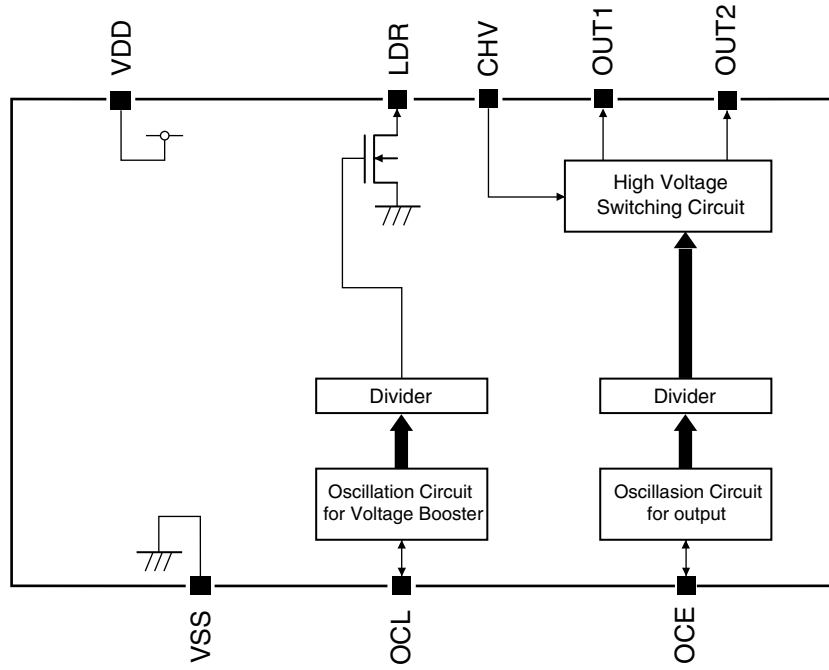 VDD
LDR
CHV
OUT1
OUT2
High Voltage
Switching Circuit
Divider
Divider
Oscillation Circuit
for Voltage Booster
Oscillasion Circuit
for output
VSS
OCL
OCE